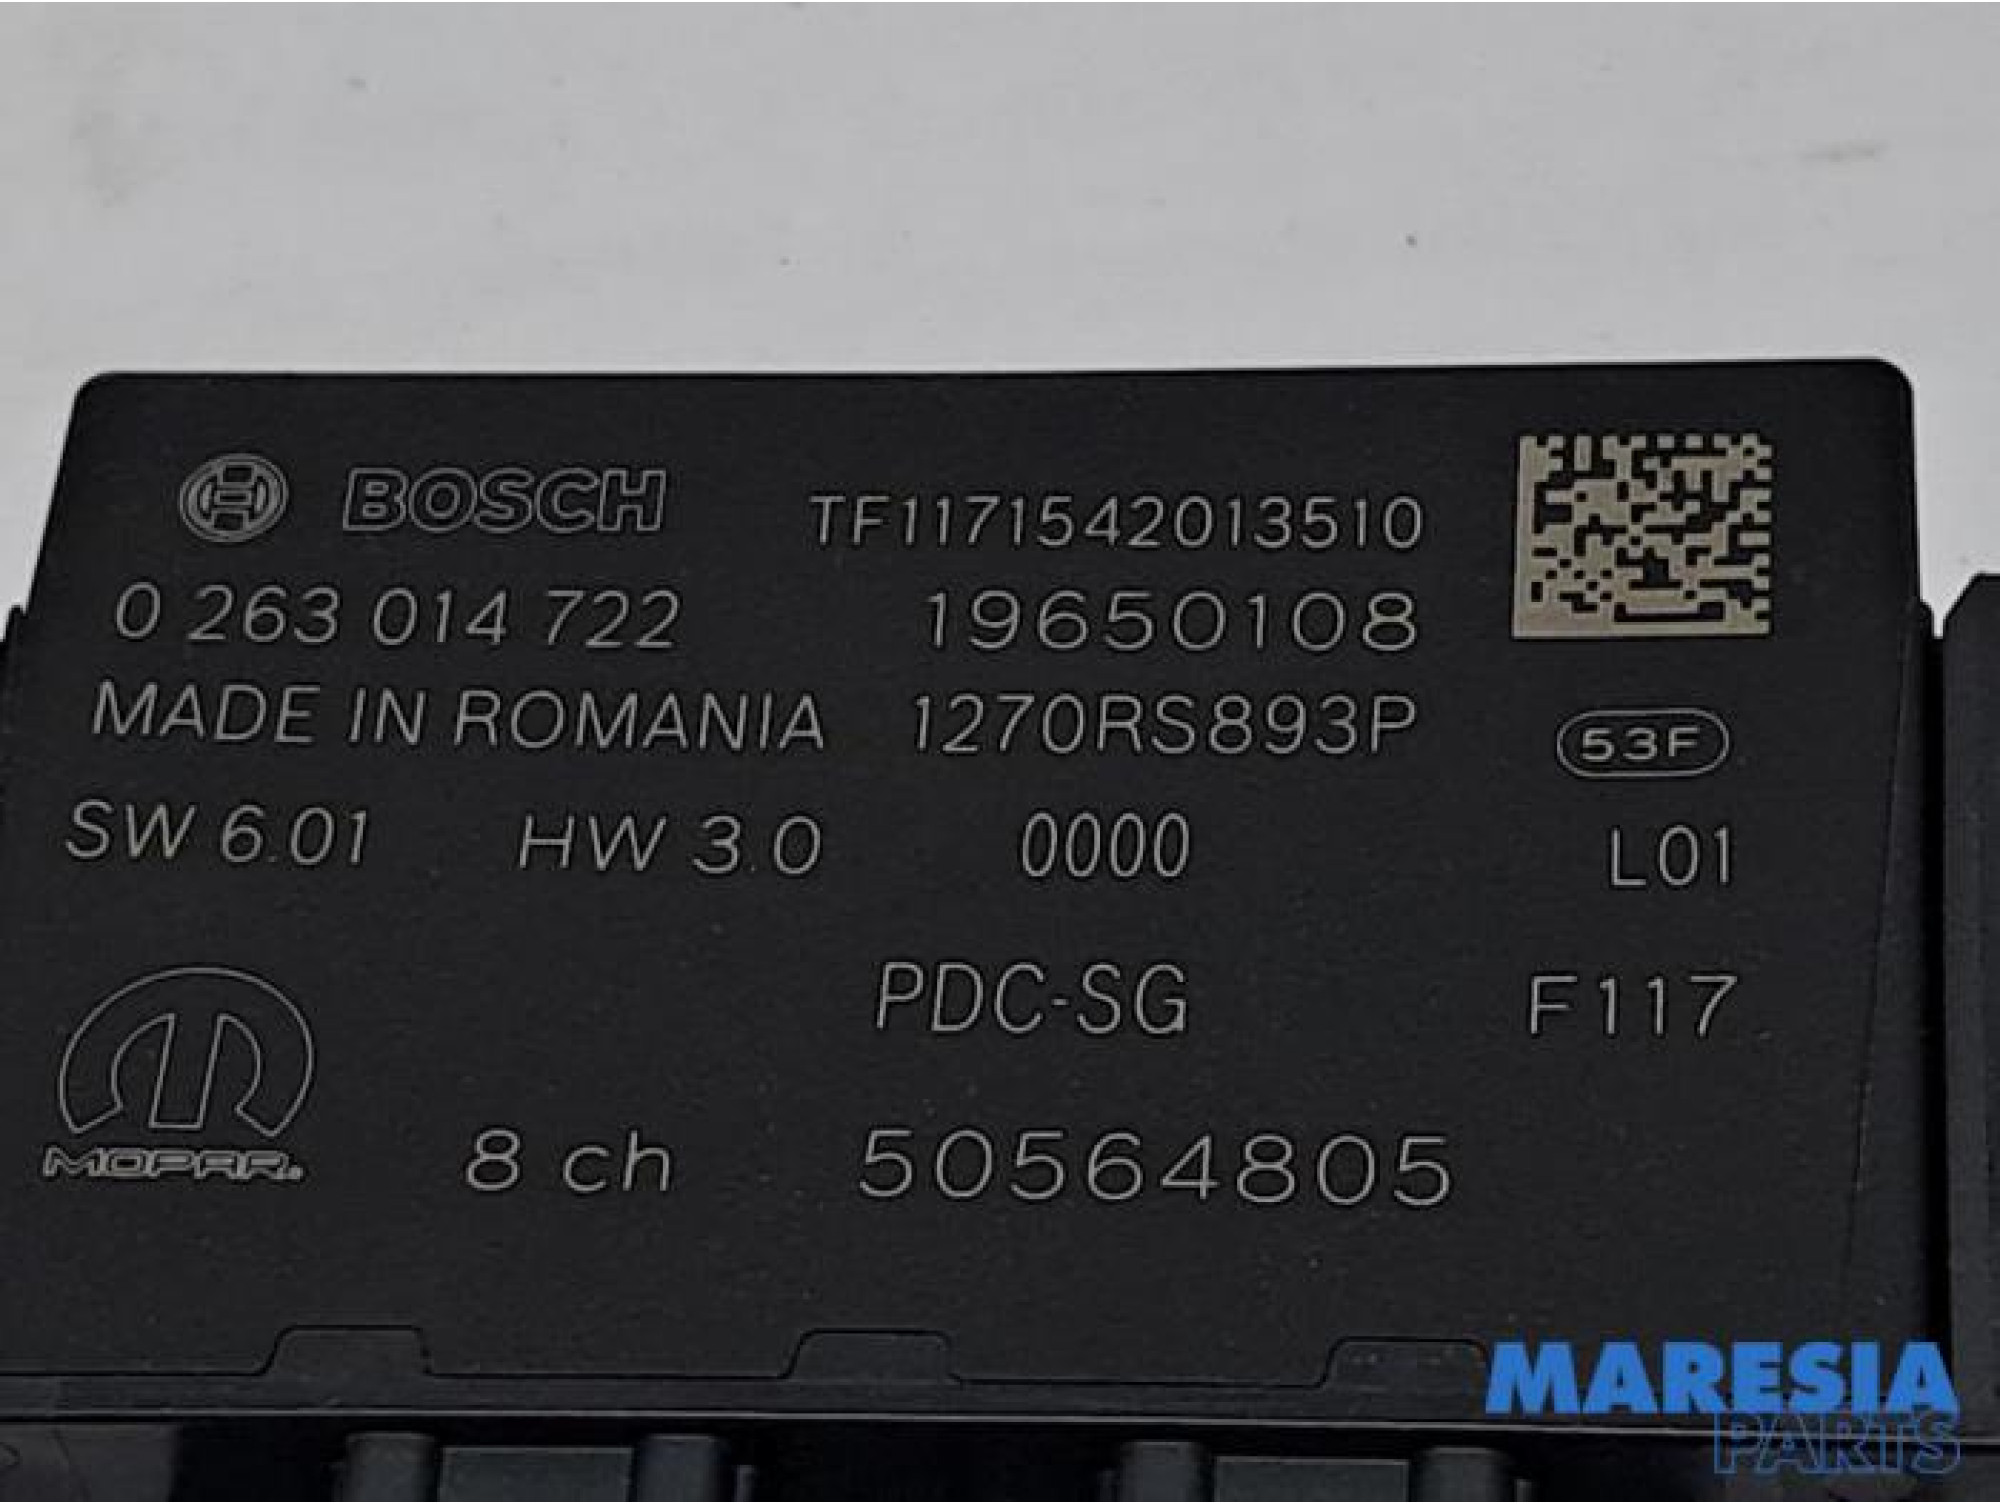 BOSCH TF1171542013510
0 263 014 722 19650108
MADE IN ROMANIA 1270RS893P
53F
SW 6.01 HW 3.0 0000 L01
PDC-SG F117
MOPAR.
8 ch 50564805
MARESIA
PARTS